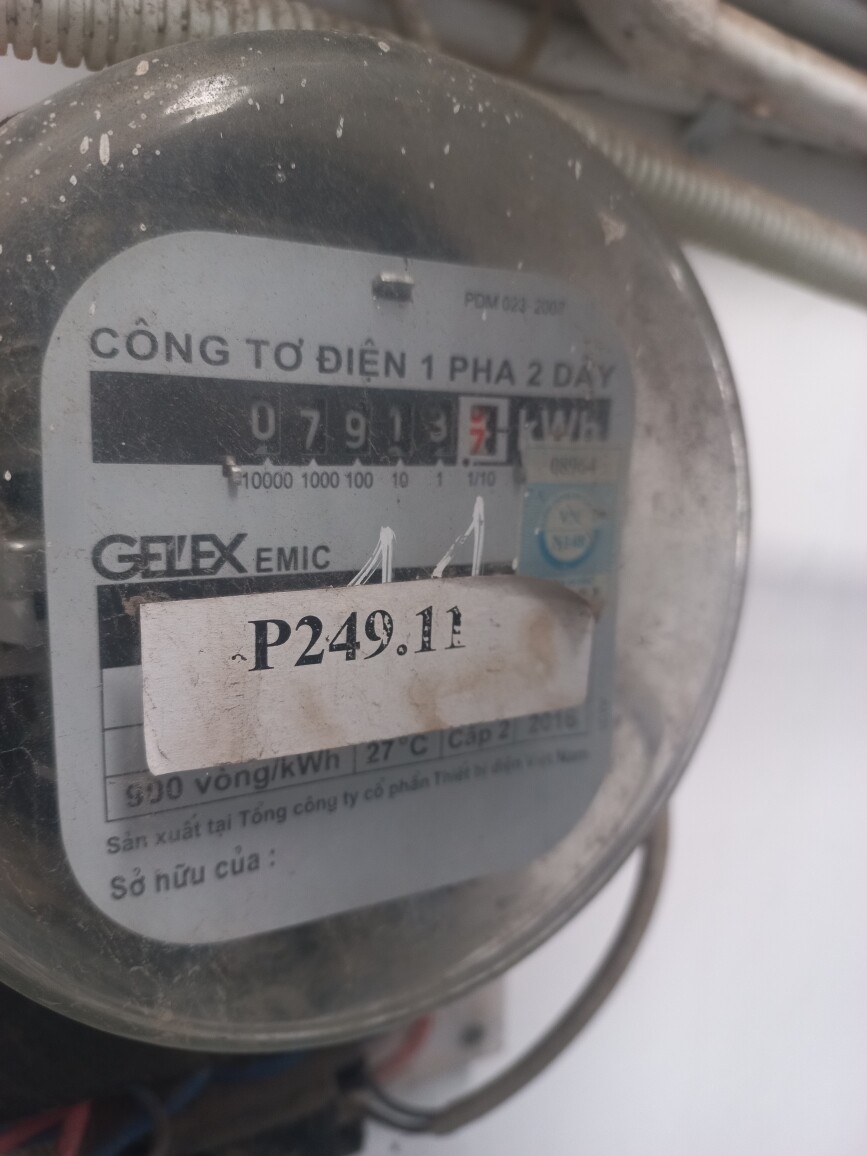 PDM 022 2007
CÔNG TƠ ĐIỆN 1 PHA 2 DÂY
0 7 9 1 3 7 kWh
10000 1000 100 10 1 1/10
08964
GELEX EMIC
11
P249.11
27 °C Cấp 2 2016
900 vòng/kWh
Sản xuất tại Tổng công ty cổ phần Thiết bị điện Việt Nam
Sở hữu của :